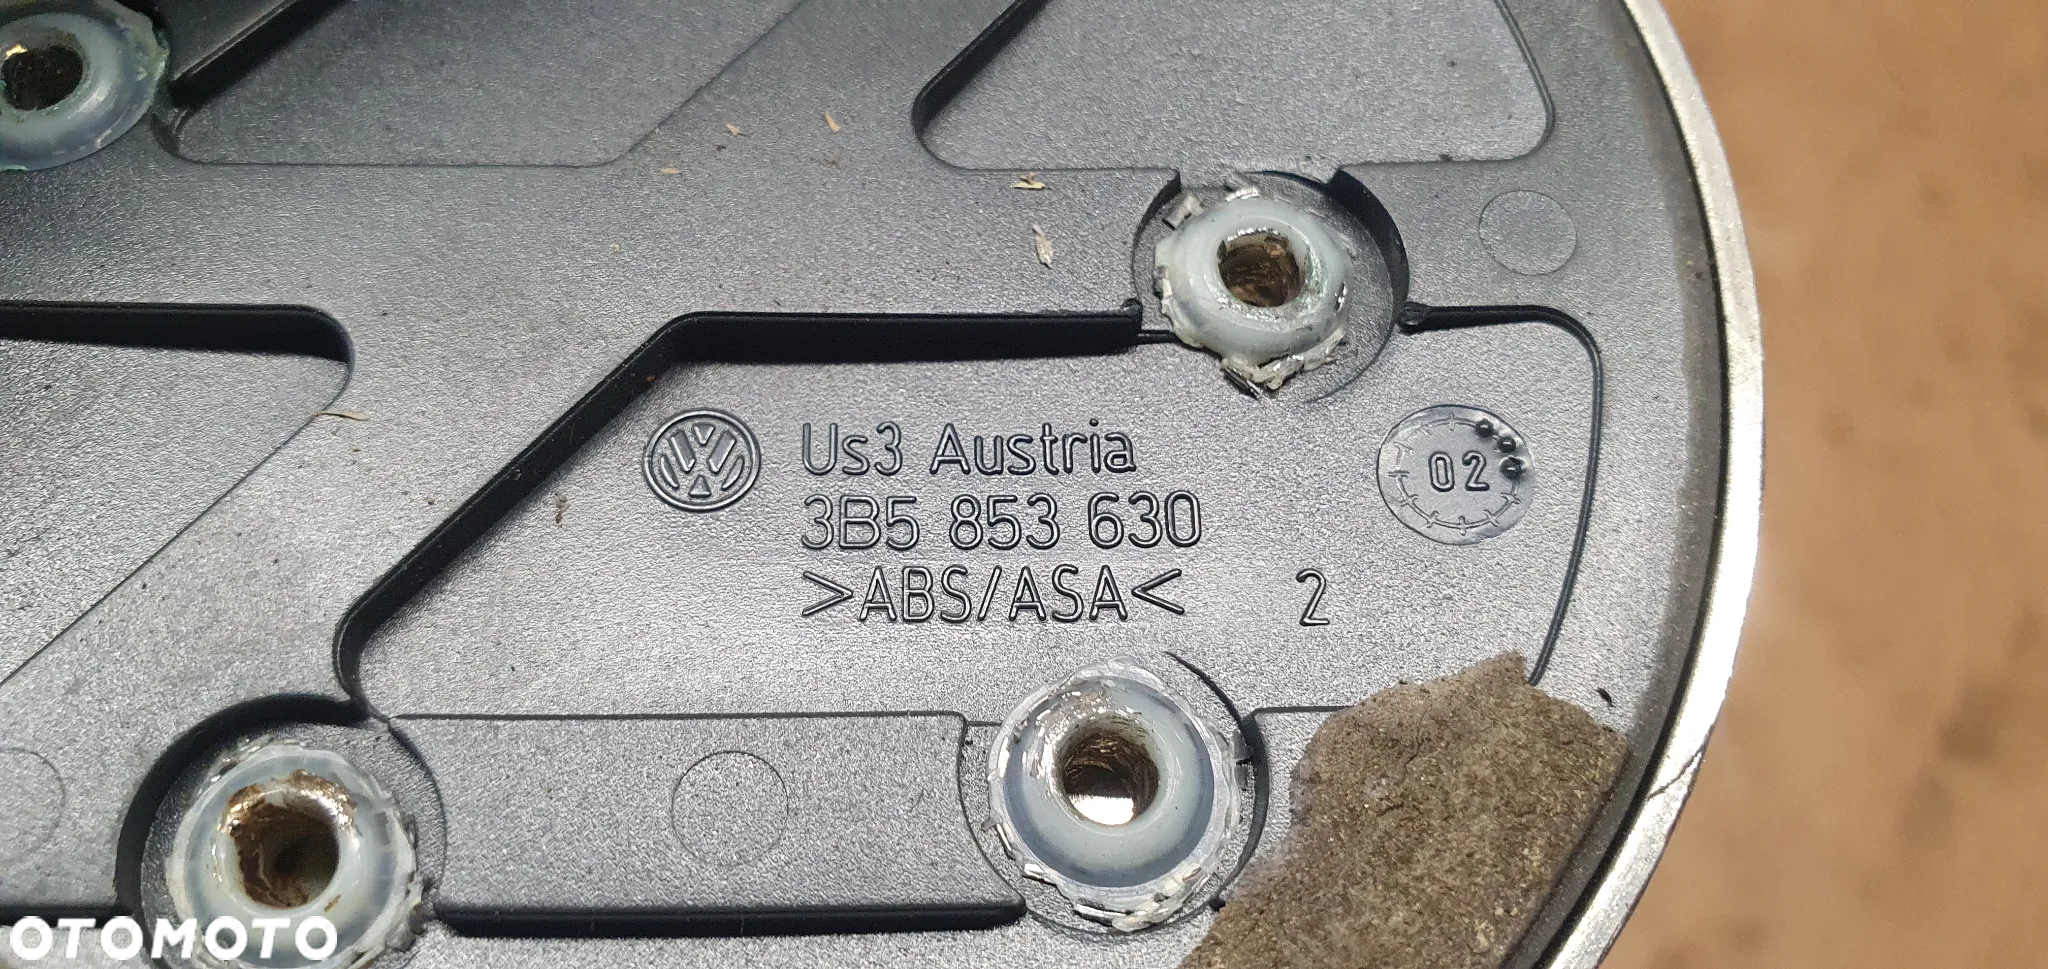 Us3 Austria
3B5 853 630
>ABS/ASA< 2
02
OTOMOTO